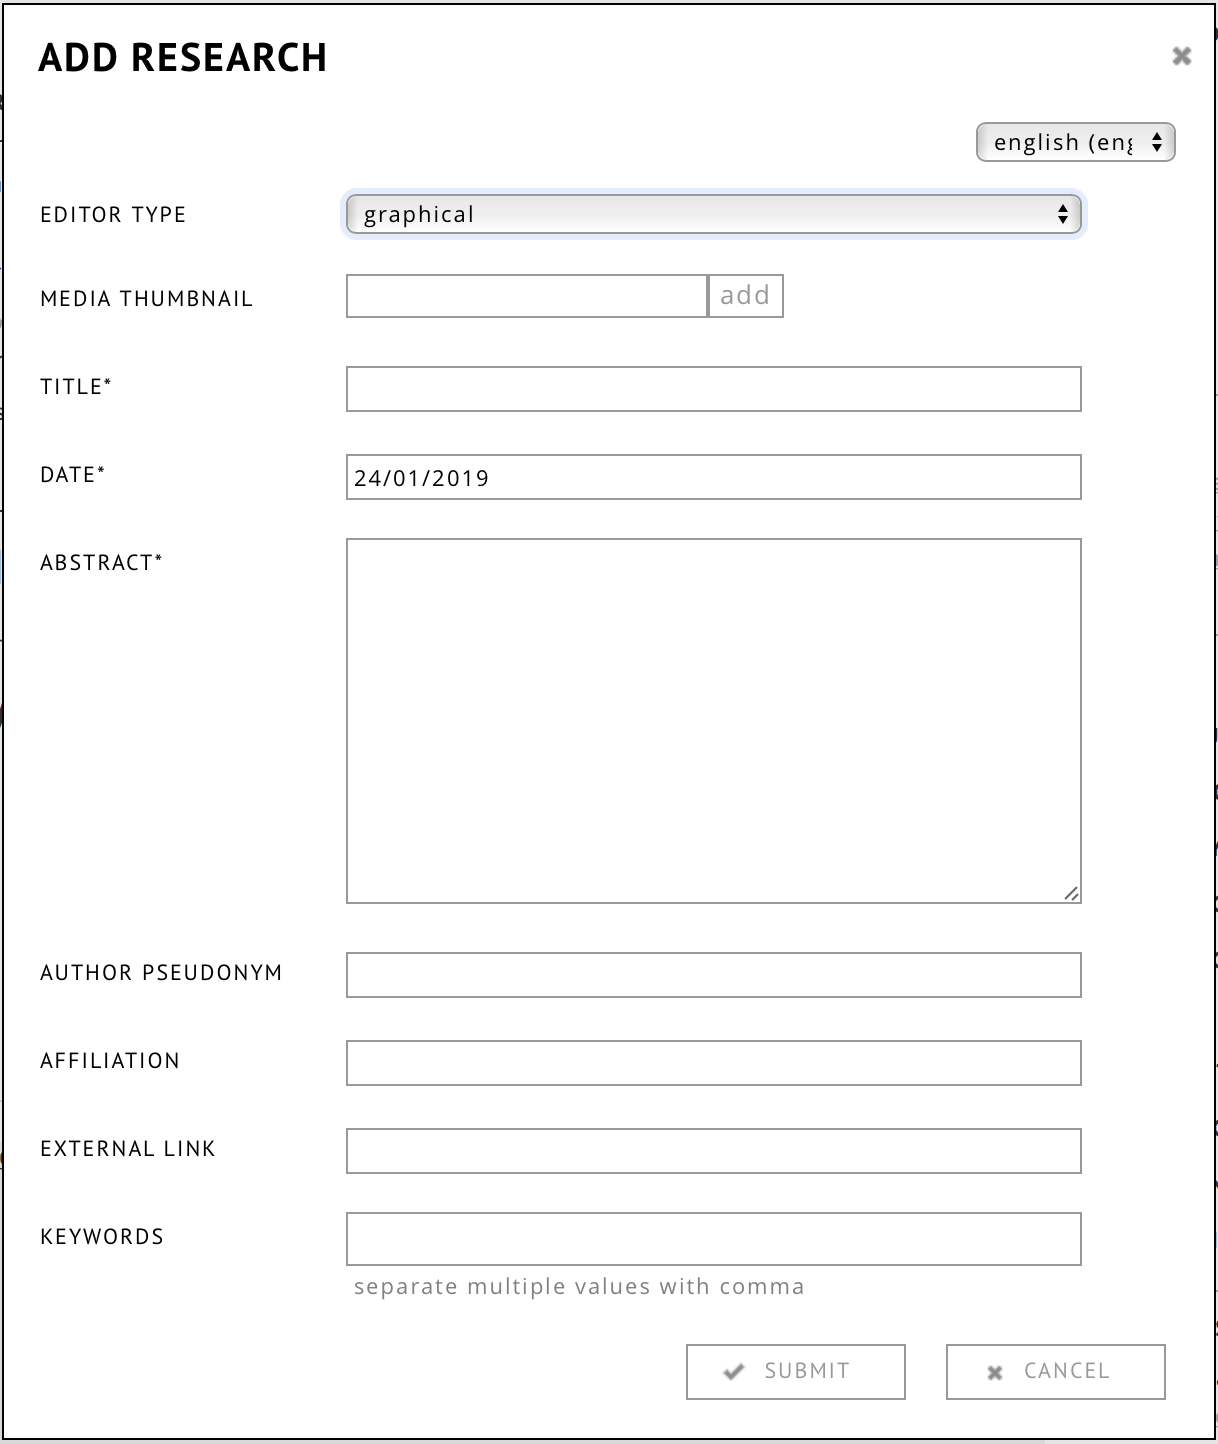 ADD RESEARCH
english (eng
EDITOR TYPE
graphical
MEDIA THUMBNAIL
add
TITLE*
DATE*
24/01/2019
ABSTRACT*
AUTHOR PSEUDONYM
AFFILIATION
EXTERNAL LINK
KEYWORDS
separate multiple values with comma
SUBMIT
CANCEL